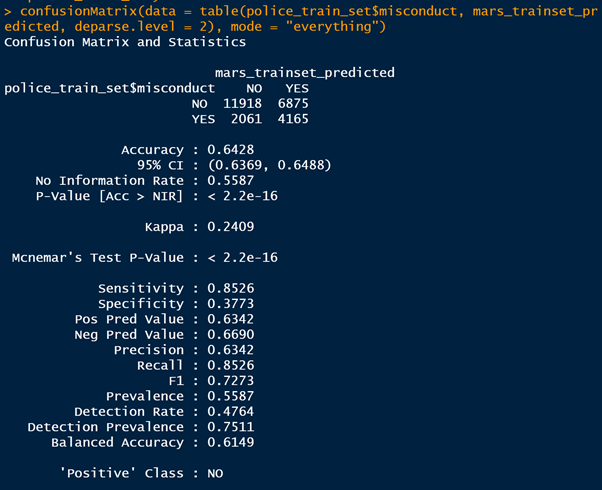 > confusionMatrix(data = table(police_train_set$misconduct, mars_trainset_pr
edicted, deparse.level = 2), mode = "everything")
Confusion Matrix and Statistics
mars_trainset_predicted
police_train_set$misconduct NO YES
NO 11918 6875
YES 2061 4165
Accuracy : 0.6428
95% CI : (0.6369, 0.6488)
No Information Rate : 0.5587
P-Value [Acc > NIR] : < 2.2e-16
Kappa : 0.2409
Mcnemar's Test P-Value : < 2.2e-16
Sensitivity : 0.8526
Specificity : 0.3773
Pos Pred Value : 0.6342
Neg Pred Value : 0.6690
Precision : 0.6342
Recall : 0.8526
F1 : 0.7273
Prevalence : 0.5587
Detection Rate : 0.4764
Detection Prevalence : 0.7511
Balanced Accuracy : 0.6149
'Positive' Class : NO